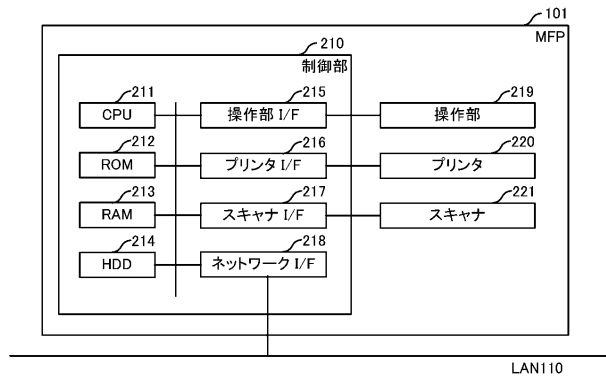 101
MFP
210
制御部
211
CPU
215
操作部 I/F
219
操作部
212
ROM
216
プリンタ I/F
220
プリンタ
213
RAM
217
スキャナ I/F
221
スキャナ
214
HDD
218
ネットワーク I/F
LAN110